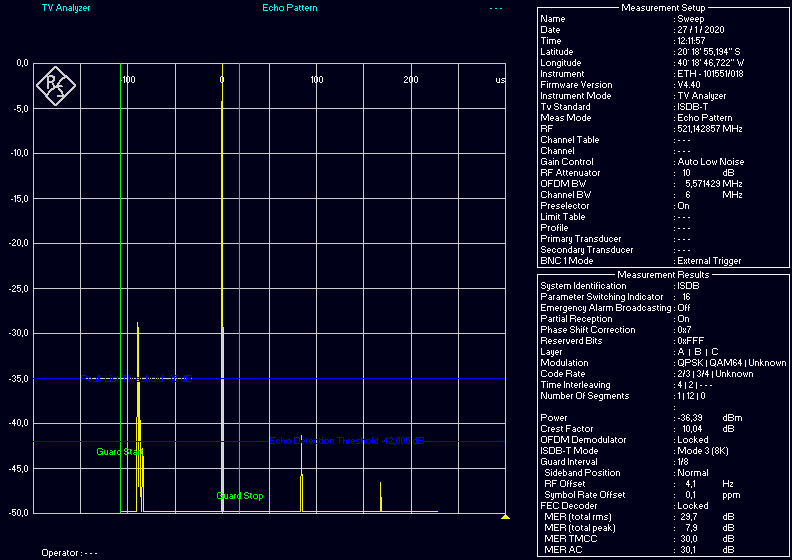 TV Analyzer Echo Pattern - - -
0,0
-5,0
-10,0
-15,0
-20,0
-25,0
-30,0
-35,0
-40,0
-45,0
-50,0
-100 0 100 200 us
Echo Detection Threshold -42,000 dB
Guard Start
Guard Stop
Operator : - - -
Measurement Setup
Name : Sweep
Date : 27 / 1 / 2020
Time : 12:11:57
Latitude : 20° 18' 55,194'' S
Longitude : 40° 18' 46,722'' W
Instrument : ETH - 101551/018
Firmware Version : V4.40
Instrument Mode : TV Analyzer
Tv Standard : ISDB-T
Meas Mode : Echo Pattern
RF : 521,142857 MHz
Channel Table : - - -
Channel : - - -
Gain Control : Auto Low Noise
RF Attenuator : 10 dB
OFDM BW : 5,571429 MHz
Channel BW : 6 MHz
Preselector : On
Limit Table : - - -
Profile : - - -
Primary Transducer : - - -
Secondary Transducer : - - -
BNC 1 Mode : External Trigger
Measurement Results
System Identification : ISDB
Parameter Switching Indicator : 16
Emergency Alarm Broadcasting : Off
Partial Reception : On
Phase Shift Correction : 0x7
Reserverd Bits : 0xFFF
Layer : A | B | C
Modulation : QPSK | QAM64 | Unknown
Code Rate : 2/3 | 3/4 | Unknown
Time Interleaving : 4 | 2 | - - -
Number Of Segments : 1 | 12 | 0
:
Power : -36,39 dBm
Crest Factor : 10,04 dB
OFDM Demodulator : Locked
ISDB-T Mode : Mode 3 (8K)
Guard Interval : 1/8
Sideband Position : Normal
RF Offset : 4,1 Hz
Symbol Rate Offset : 0,1 ppm
FEC Decoder : Locked
MER (total rms) : 29,7 dB
MER (total peak) : 7,9 dB
MER TMCC : 30,0 dB
MER AC : 30,1 dB